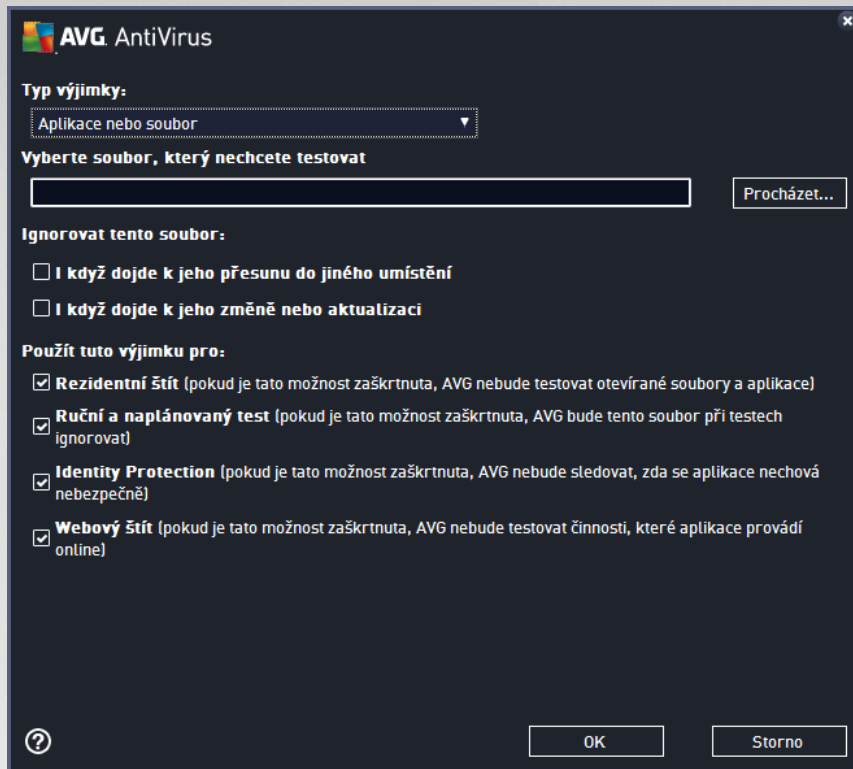 AVG. AntiVirus
Typ výjimky:
Aplikace nebo soubor
Vyberte soubor, který nechcete testovat
Procházet...
Ignorovat tento soubor:
I když dojde k jeho přesunu do jiného umístění
I když dojde k jeho změně nebo aktualizaci
Použít tuto výjimku pro:
Rezidentní štít (pokud je tato možnost zaškrtnuta, AVG nebude testovat otevírané soubory a aplikace)
Ruční a naplánovaný test (pokud je tato možnost zaškrtnuta, AVG bude tento soubor při testech
ignorovat)
Identity Protection (pokud je tato možnost zaškrtnuta, AVG nebude sledovat, zda se aplikace nechová
nebezpečně)
Webový štít (pokud je tato možnost zaškrtnuta, AVG nebude testovat činnosti, které aplikace provádí
online)
?
OK
Storno